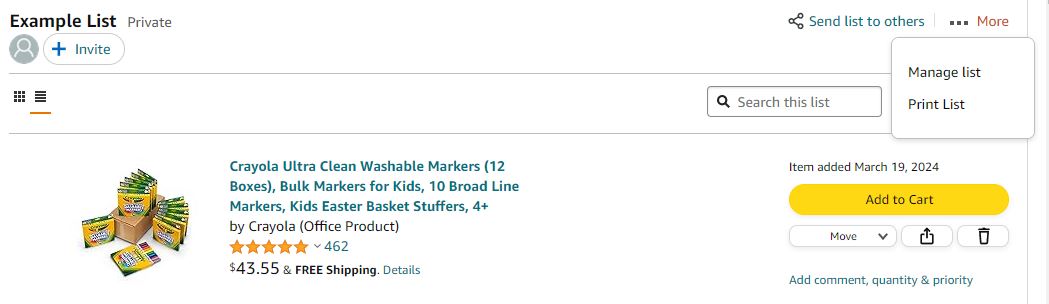 Example List Private
Send list to others
More
Invite
Manage list
Print List
Search this list
Crayola Ultra Clean Washable Markers (12
Boxes), Bulk Markers for Kids, 10 Broad Line
Markers, Kids Easter Basket Stuffers, 4+
by Crayola (Office Product)
462
$43.55 & FREE Shipping. Details
Item added March 19, 2024
Add to Cart
Move
Add comment, quantity & priority